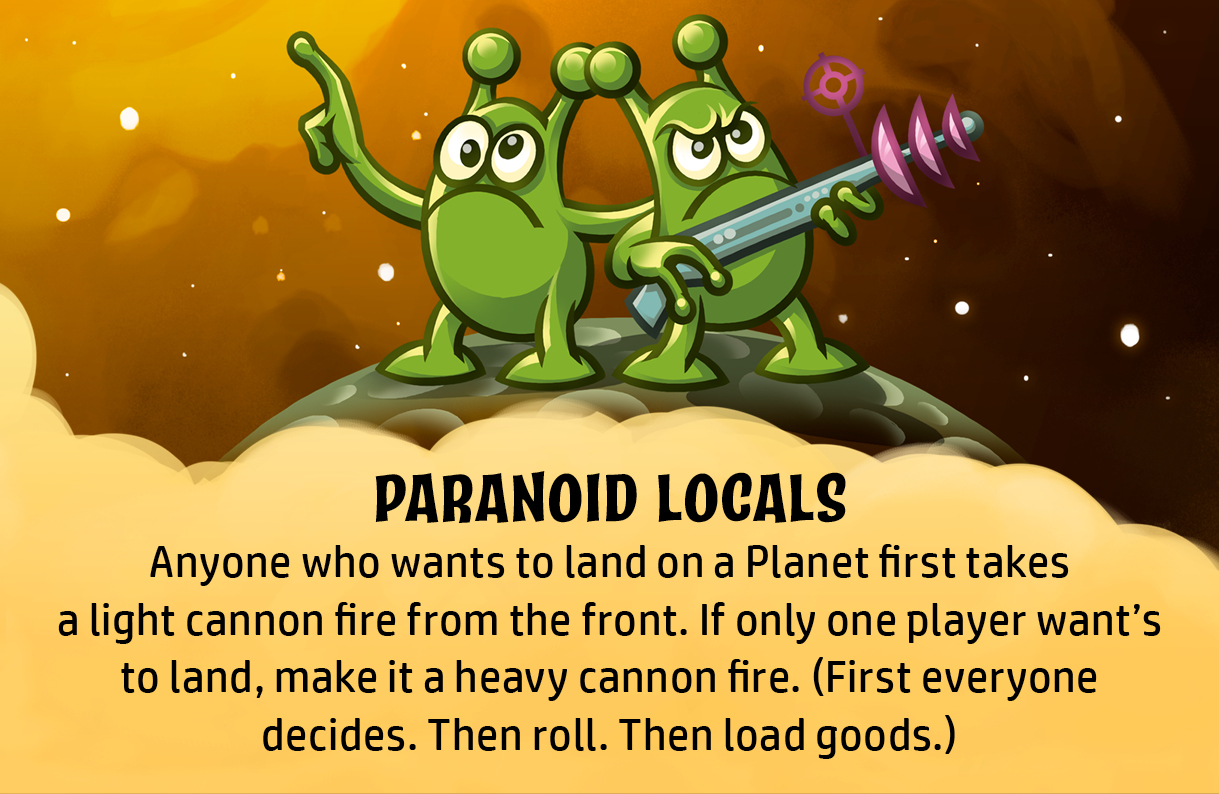 PARANOID LOCALS
Anyone who wants to land on a Planet first takes
a light cannon fire from the front. If only one player want’s
to land, make it a heavy cannon fire. (First everyone
decides. Then roll. Then load goods.)